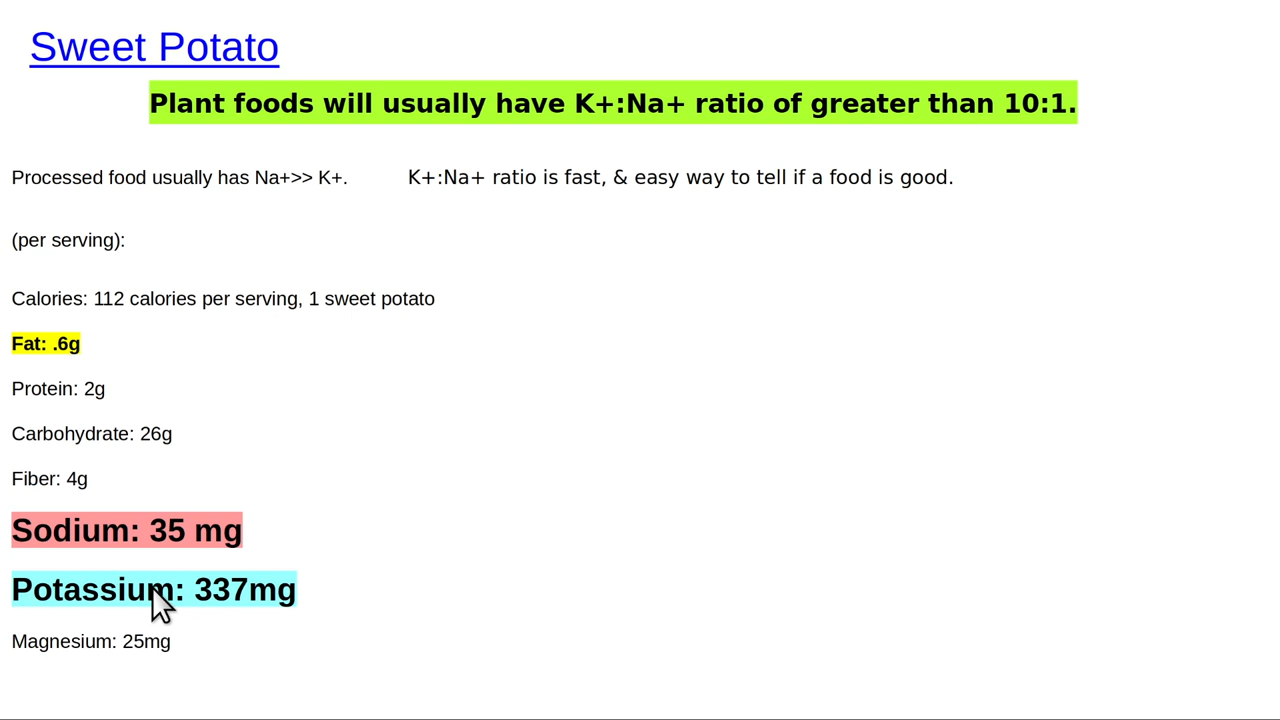 Sweet Potato
Plant foods will usually have K+:Na+ ratio of greater than 10:1.
Processed food usually has Na+>> K+. K+:Na+ ratio is fast, & easy way to tell if a food is good.
(per serving):
Calories: 112 calories per serving, 1 sweet potato
Fat: .6g
Protein: 2g
Carbohydrate: 26g
Fiber: 4g
Sodium: 35 mg
Potassium: 337mg
Magnesium: 25mg